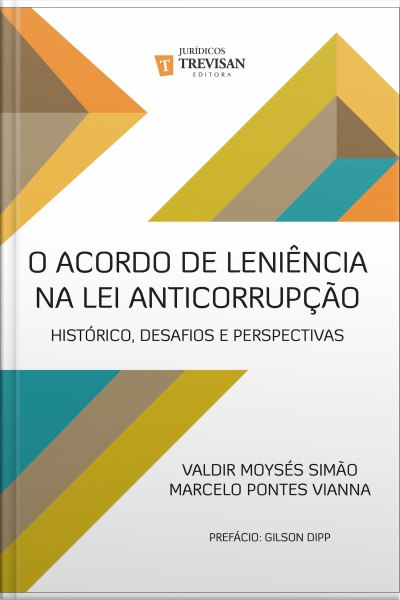 JURÍDICOS
T TREVISAN
EDITORA
O ACORDO DE LENIÊNCIA
NA LEI ANTICORRUPÇÃO
HISTÓRICO, DESAFIOS E PERSPECTIVAS
VALDIR MOYSÉS SIMÃO
MARCELO PONTES VIANNA
PREFÁCIO: GILSON DIPP